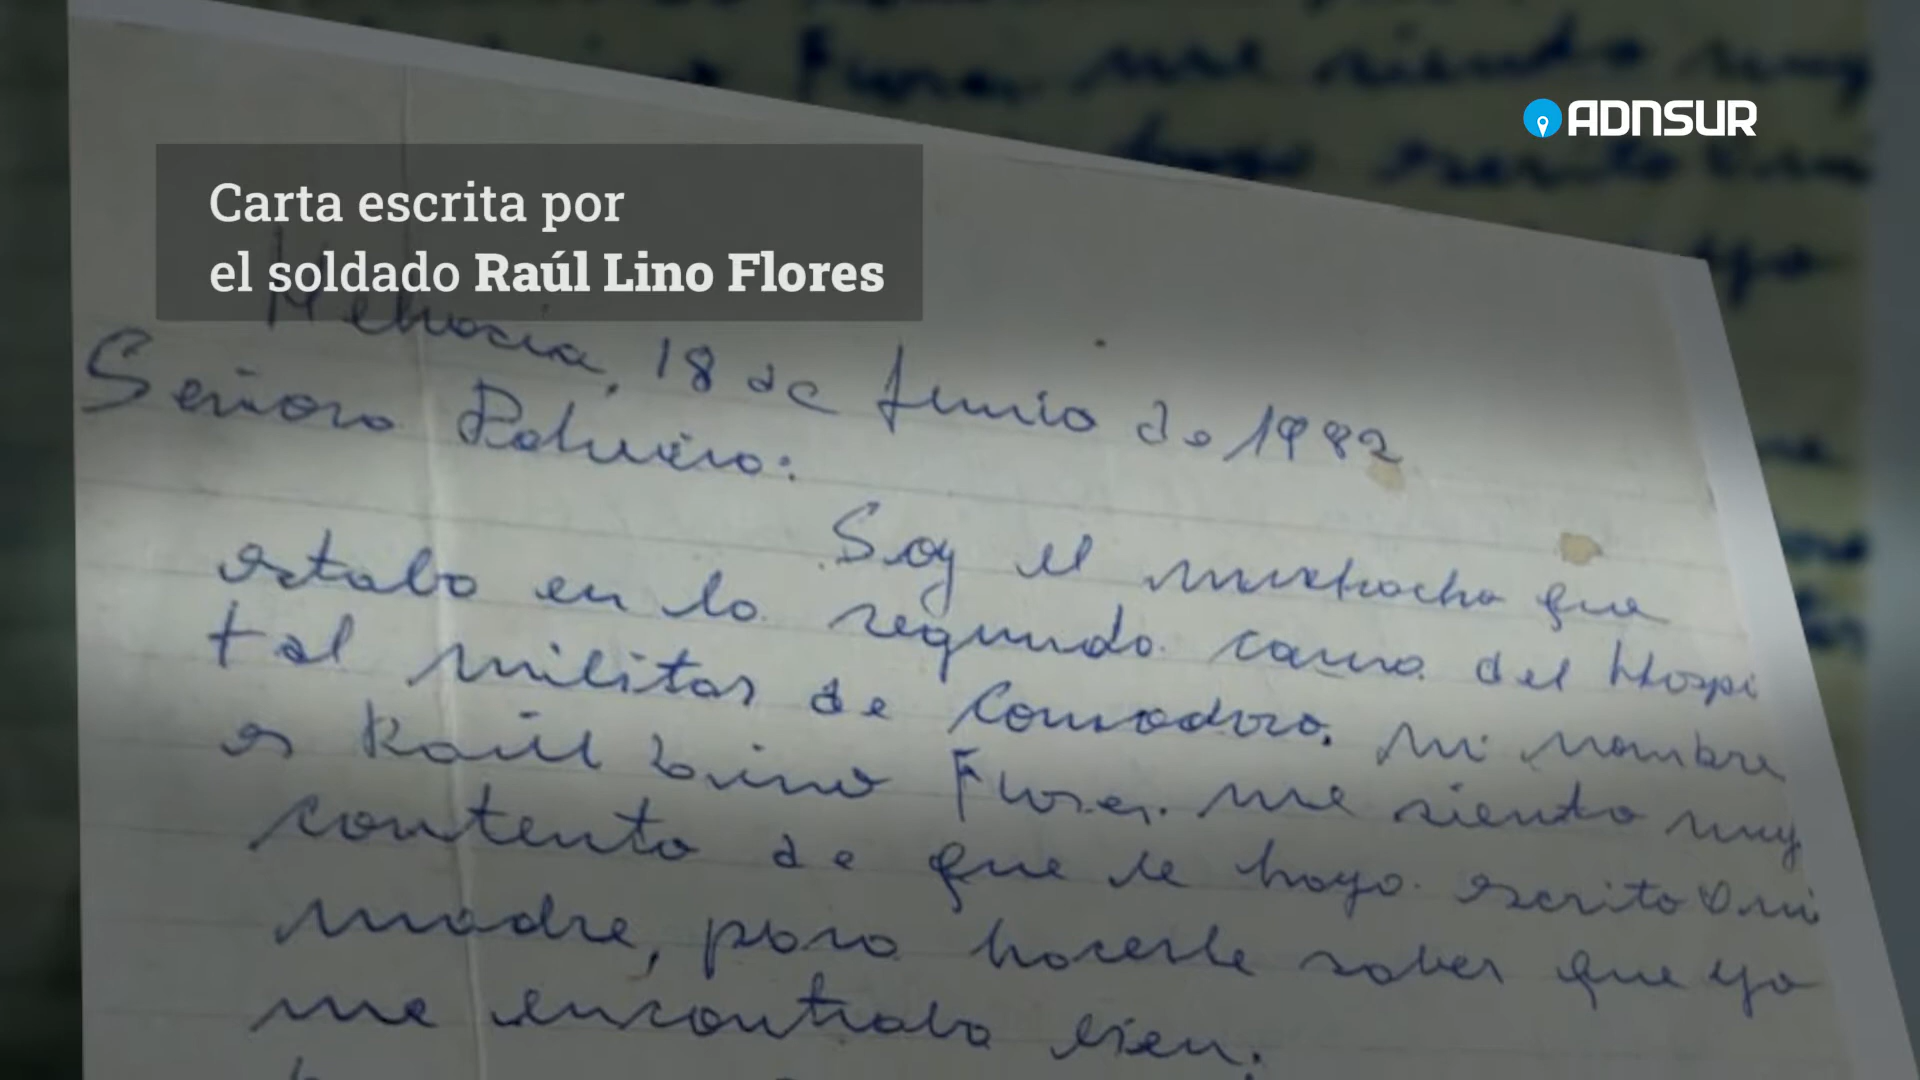 ADNSUR
Carta escrita por
el soldado Raúl Lino Flores
18 de Junio de 1982
Señora
Soy el muchacho que
estaba en la segunda cama del Hospi
tal militar de Comodoro. Mi nombre
es Raúl Lino Flores. me siento muy
contento de que le haya escrito a mi
madre, para hacerle saber que yo
me encontraba bien.